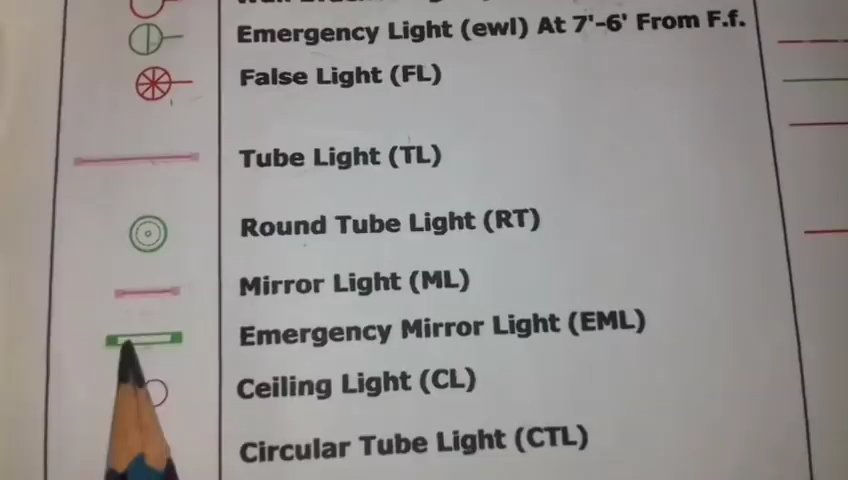 Emergency Light (ewl) At 7'-6' From F.f.
False Light (FL)
Tube Light (TL)
Round Tube Light (RT)
Mirror Light (ML)
Emergency Mirror Light (EML)
Ceiling Light (CL)
Circular Tube Light (CTL)